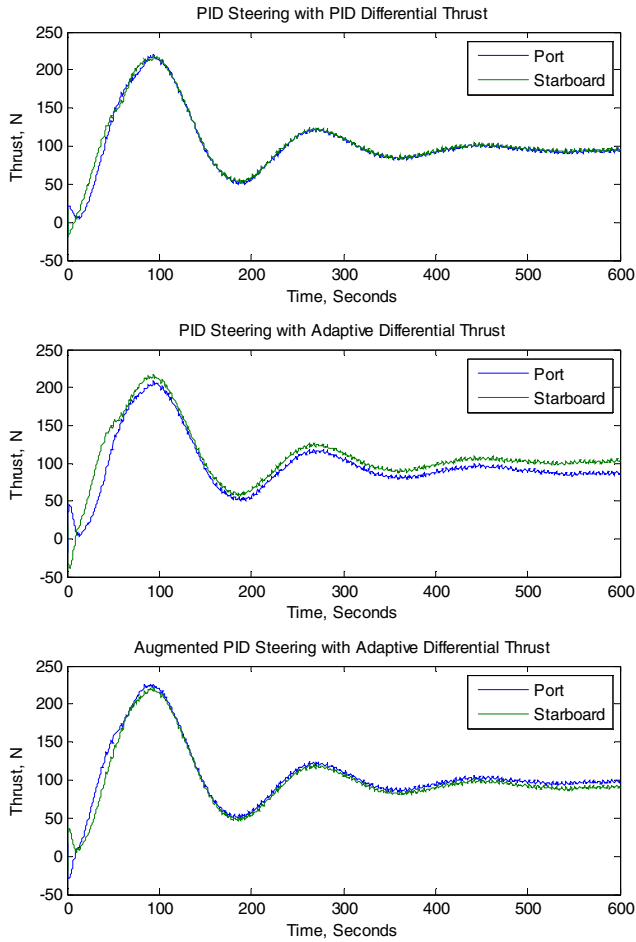 PID Steering with PID Differential Thrust
250
200
150
100
50
0
-50
Thrust, N
Port
Starboard
0 100 200 300 400 500 600
Time, Seconds
PID Steering with Adaptive Differential Thrust
250
200
150
100
50
0
-50
Thrust, N
Port
Starboard
0 100 200 300 400 500 600
Time, Seconds
Augmented PID Steering with Adaptive Differential Thrust
250
200
150
100
50
0
-50
Thrust, N
Port
Starboard
0 100 200 300 400 500 600
Time, Seconds